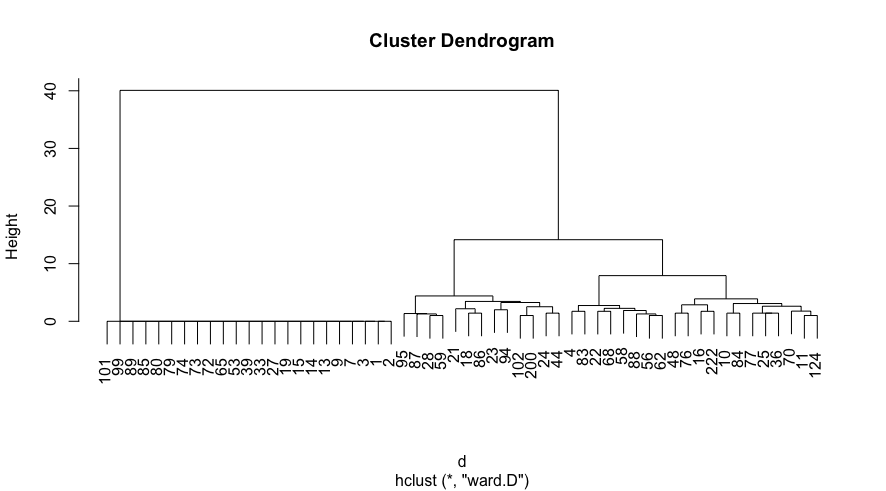 Cluster Dendrogram
Height
0 10 20 30 40
101 99 89 85 80 79 74 73 72 65 53 39 33 27 19 15 14 13 9 7 3 1 2 95 87 28 59 21 18 86 23 94 102 200 24 44 4 83 22 68 58 88 56 62 48 76 16 222 10 84 77 25 36 70 11 124
d
hclust (*, "ward.D")